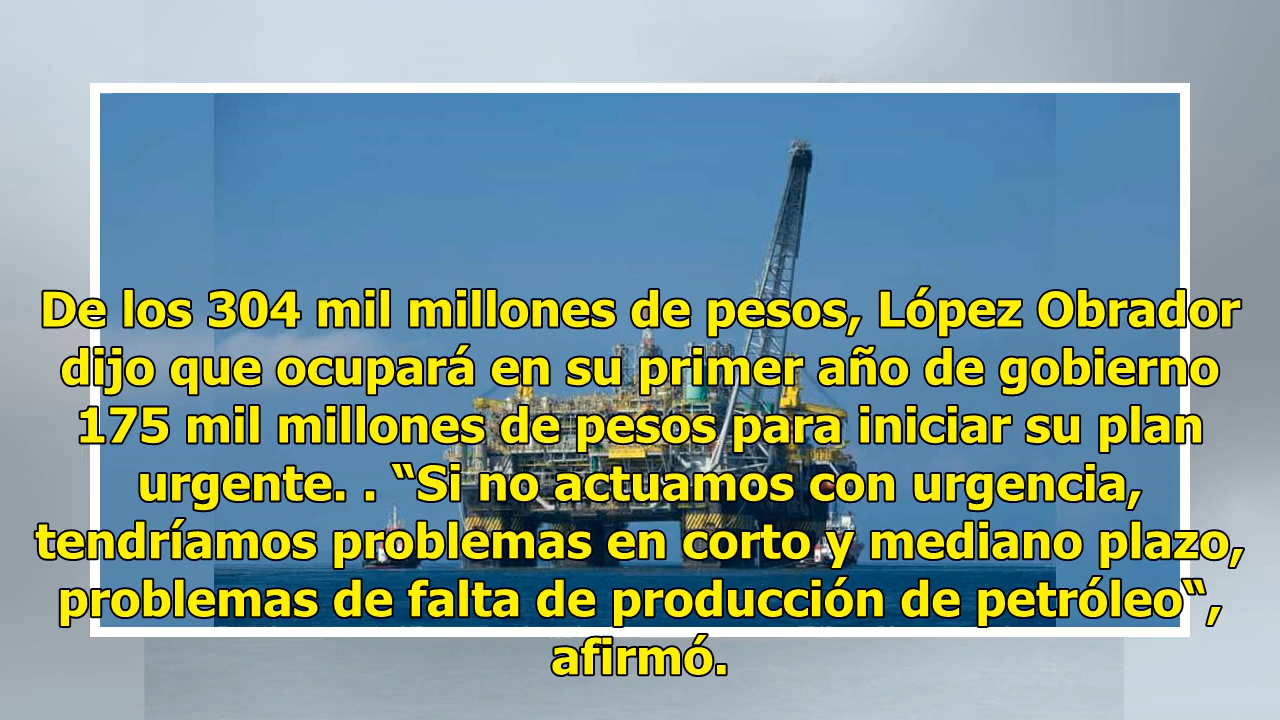 De los 304 mil millones de pesos, López Obrador
dijo que ocupará en su primer año de gobierno
175 mil millones de pesos para iniciar su plan
urgente. . “Si no actuamos con urgencia,
tendríamos problemas en corto y mediano plazo,
problemas de falta de producción de petróleo“,
afirmó.